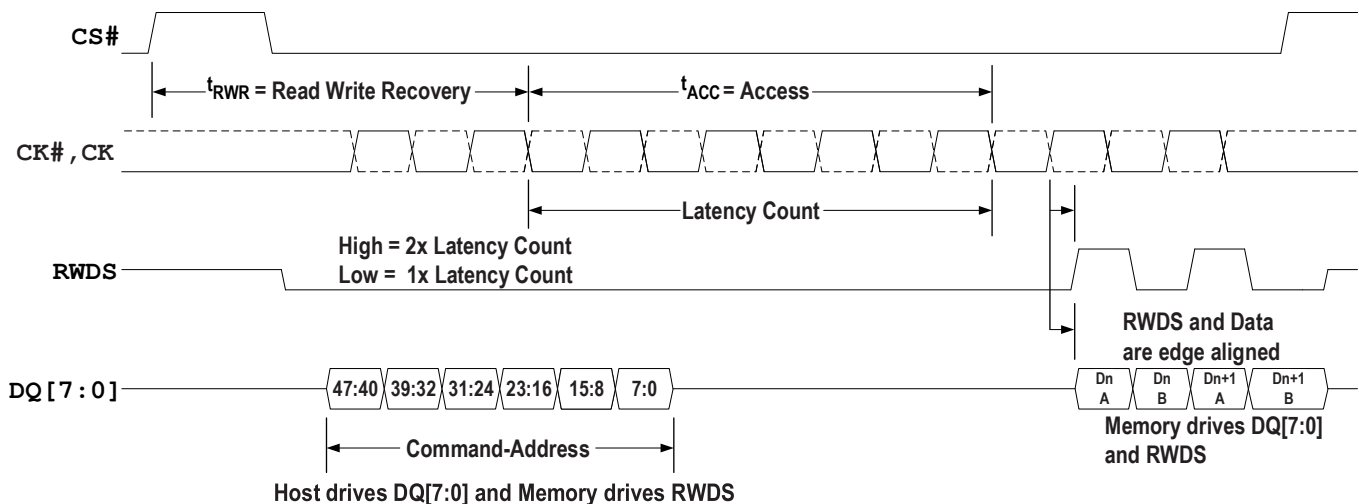 CS#
tRWR = Read Write Recovery
tACC = Access
CK#, CK
Latency Count
High = 2x Latency Count
Low = 1x Latency Count
RWDS
RWDS and Data
are edge aligned
DQ[7:0]
47:40 39:32 31:24 23:16 15:8 7:0
Dn A
Dn B
Dn+1 A
Dn+1 B
Command-Address
Memory drives DQ[7:0]
and RWDS
Host drives DQ[7:0] and Memory drives RWDS